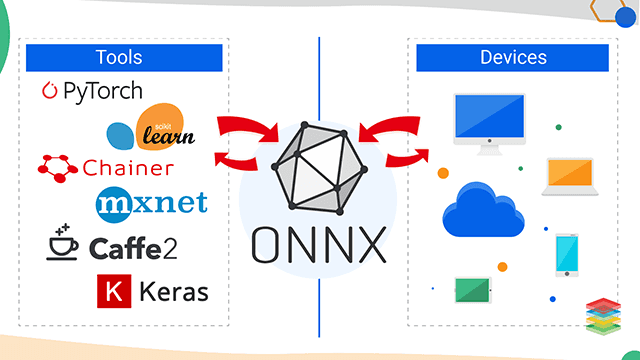 Tools
PyTorch
scikit
learn
Chainer
mxnet
Caffe2
K Keras
ONNX
Devices